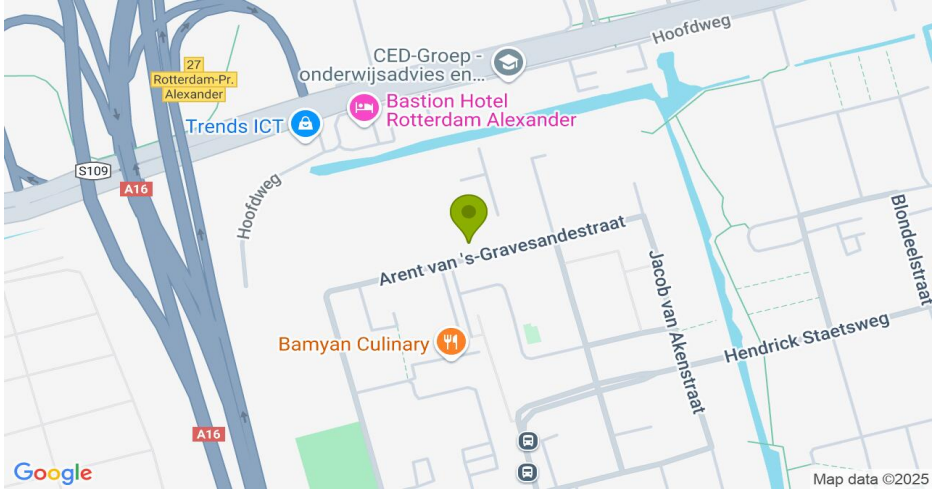 Hoofdweg
CED-Groep -
onderwijsadvies en...
27
Rotterdam-Pr.
Alexander
Bastion Hotel
Rotterdam Alexander
Trends ICT
S109
A16
Hoofdweg
Arent van 's-Gravesandestraat
Blondeelstraat
Jacob van Akenstraat
Bamyan Culinary
Hendrick Staetsweg
A16
Google
Map data ©2025